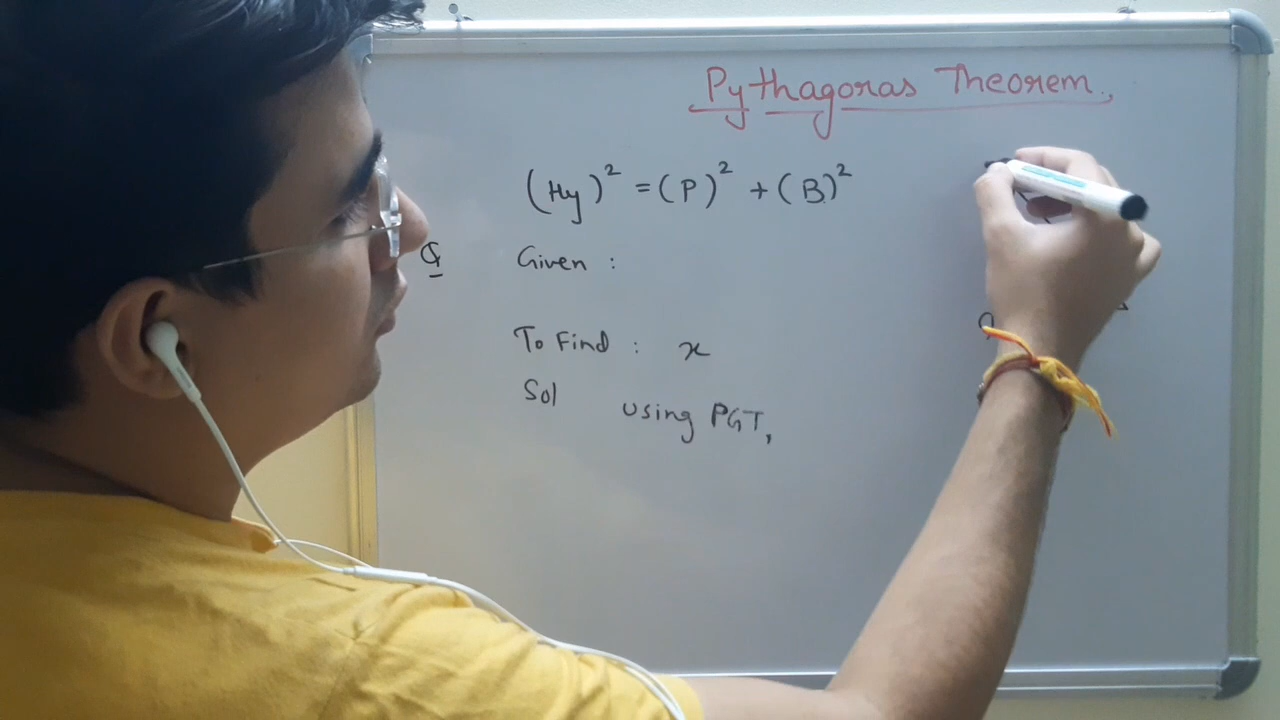 Pythagoras Theorem,
(Hy)² = (P)² + (B)²
Q Given :
To Find : x
Sol Using PGT,